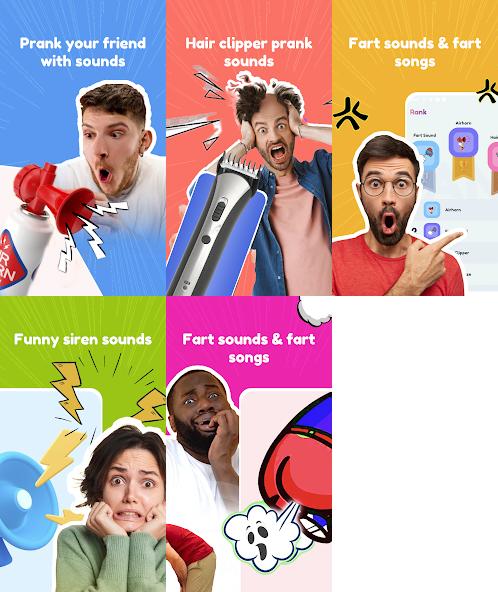 Prank your friend
with sounds
Hair clipper prank
sounds
Fart sounds & fart
songs
Rank
Airhorn
Fart Sound
Airhorn
Funny siren sounds
Fart sounds & fart
songs